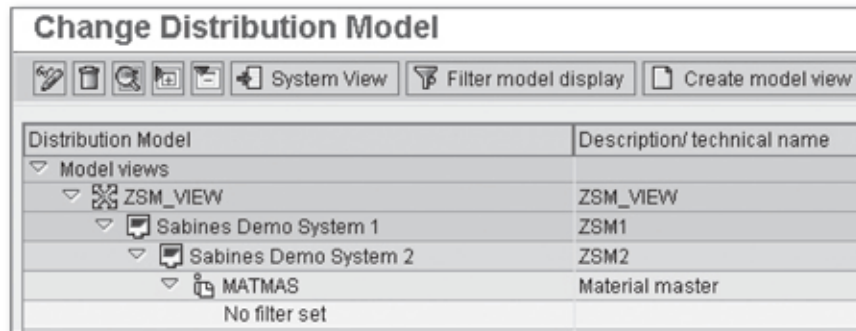 Change Distribution Model
System View Filter model display Create model view
Distribution Model Description/ technical name
Model views
ZSM_VIEW ZSM_VIEW
Sabines Demo System 1 ZSM1
Sabines Demo System 2 ZSM2
MATMAS Material master
No filter set